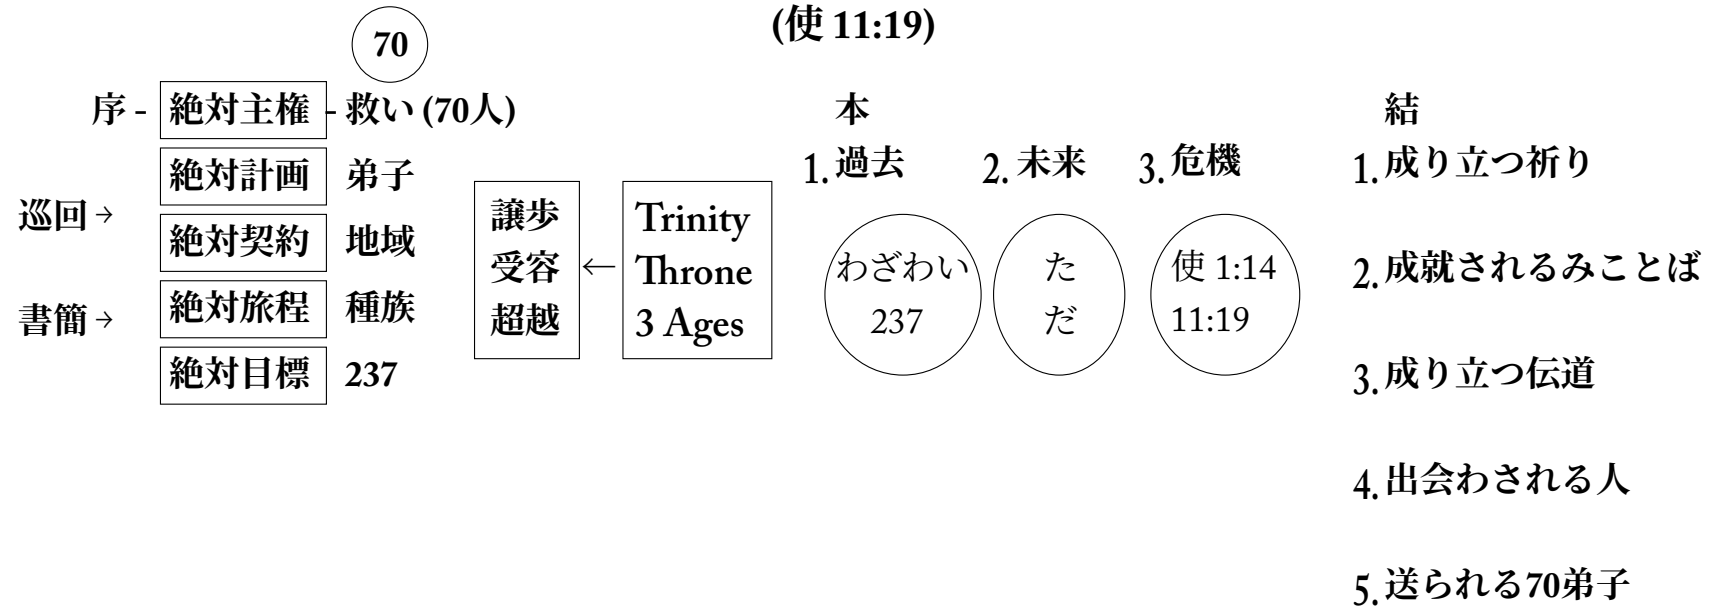 (使 11:19)
70
序 - 絶対主権 - 救い (70人)
絶対計画 弟子
巡回 →
絶対契約 地域
書簡 →
絶対旅程 種族
絶対目標 237
譲歩
受容
超越
←
Trinity
Throne
3 Ages
本
1. 過去
わざわい
237
2. 未来
た
だ
3. 危機
使 1:14
11:19
結
1. 成り立つ祈り
2. 成就されるみことば
3. 成り立つ伝道
4. 出会わされる人
5. 送られる70弟子